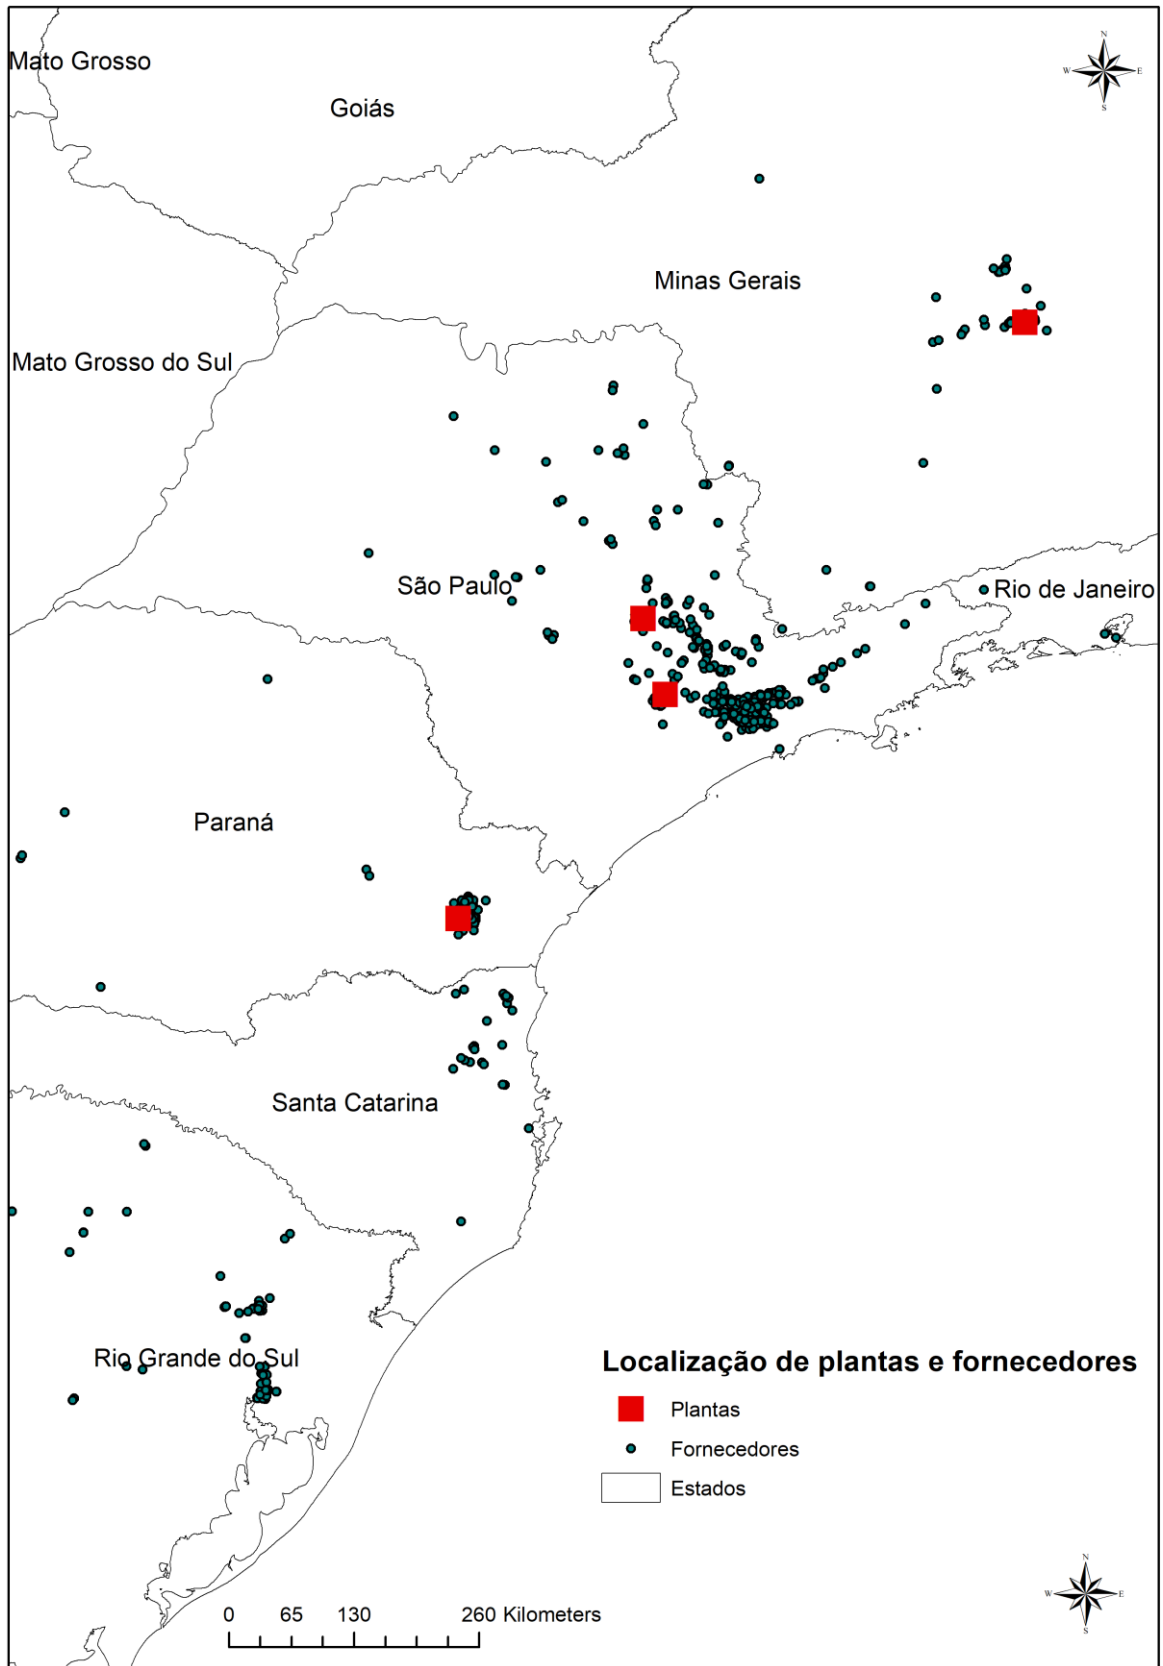 N
W E
S
Mato Grosso
Goiás
Minas Gerais
Mato Grosso do Sul
São Paulo
Rio de Janeiro
Paraná
Santa Catarina
Rio Grande do Sul
Localização de plantas e fornecedores
Plantas
Fornecedores
Estados
N
W E
S
0 65 130 260 Kilometers